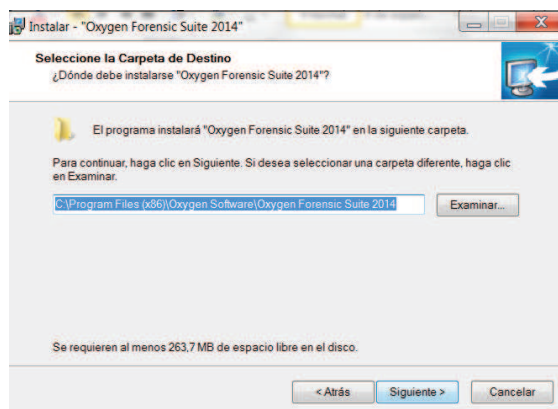 Instalar - "Oxygen Forensic Suite 2014"
Seleccione la Carpeta de Destino
¿Dónde debe instalarse "Oxygen Forensic Suite 2014"?
El programa instalará "Oxygen Forensic Suite 2014" en la siguiente carpeta.
Para continuar, haga clic en Siguiente. Si desea seleccionar una carpeta diferente, haga clic
en Examinar.
C:\Program Files (x86)\Oxygen Software\Oxygen Forensic Suite 2014
Examinar...
Se requieren al menos 263,7 MB de espacio libre en el disco.
< Atrás
Siguiente >
Cancelar